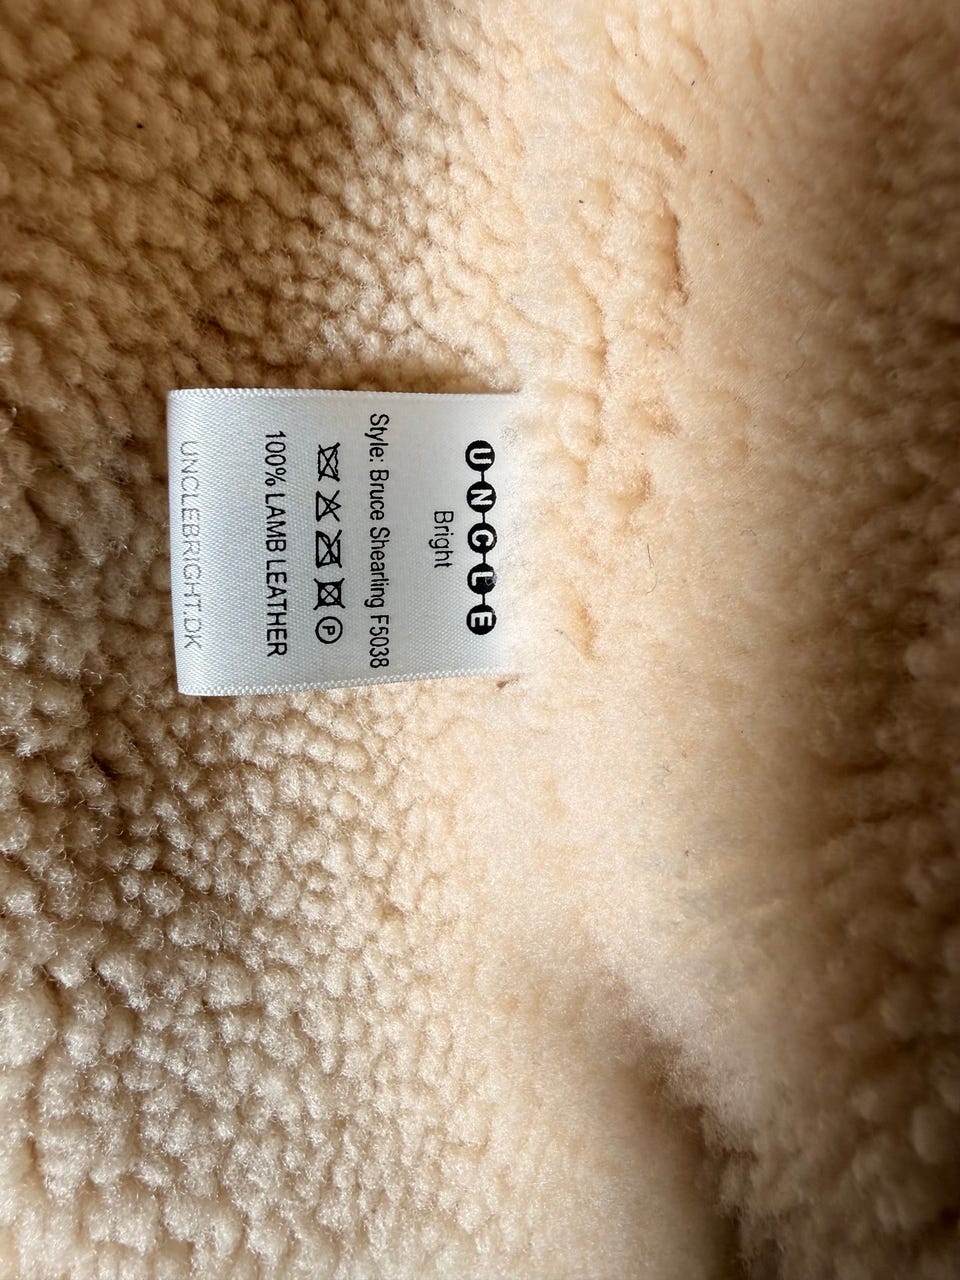 UNCLE
Bright
Style: Bruce Shearling F5038
P
100% LAMB LEATHER
UNCLEBRIGHT.DK